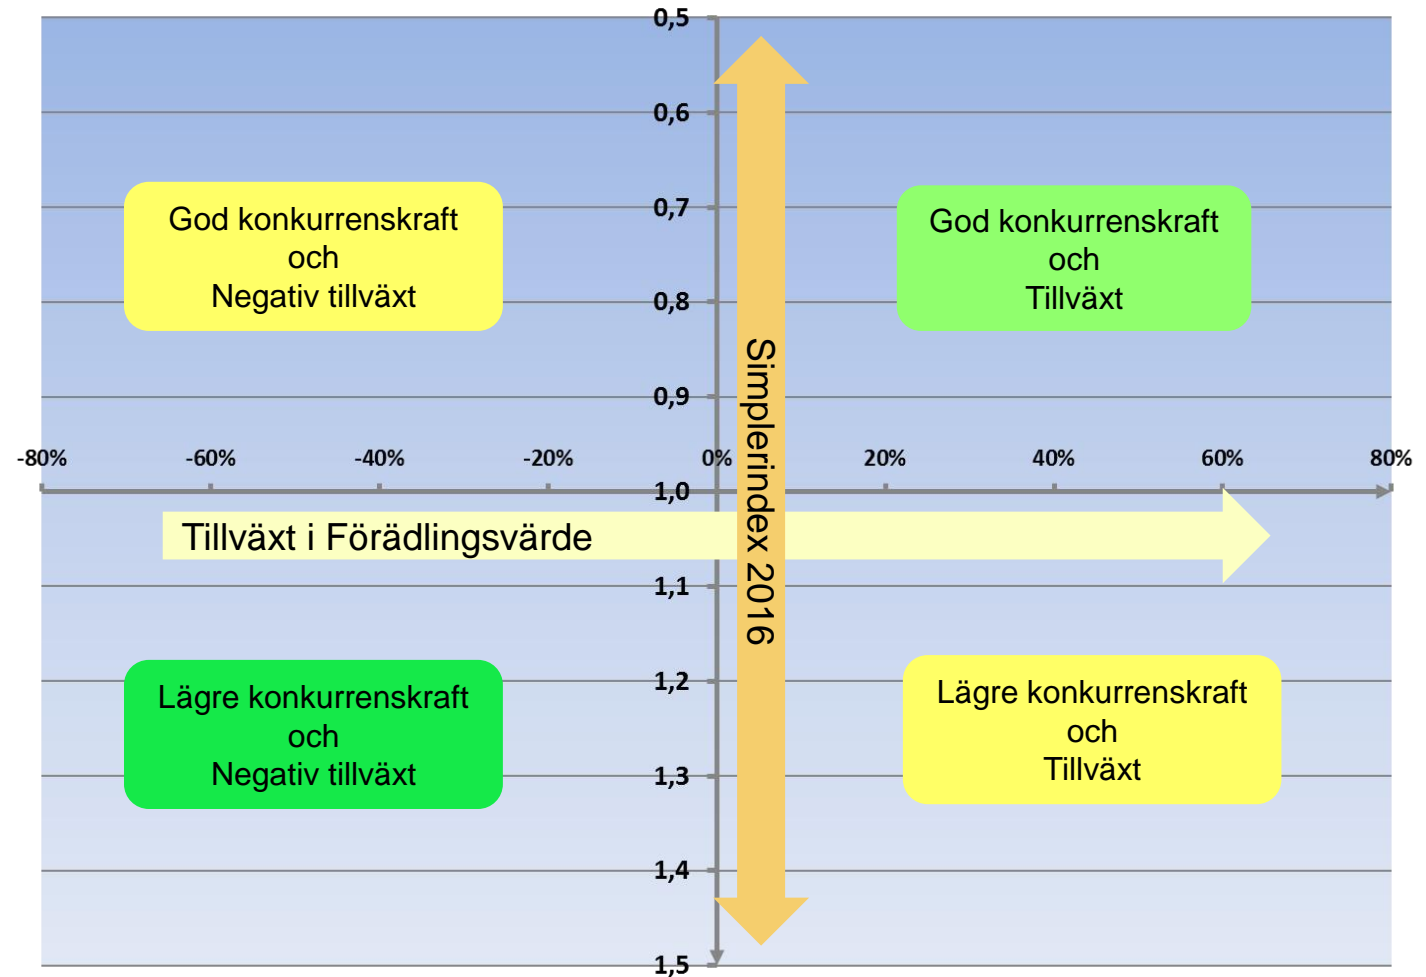 0,5
0,6
God konkurrenskraft
och
Negativ tillväxt
0,7
God konkurrenskraft
och
Tillväxt
0,8
0,9
Simplerindex 2016
-80% -60% -40% -20% 0% 20% 40% 60% 80%
1,0
Tillväxt i Förädlingsvärde
1,1
Lägre konkurrenskraft
och
Negativ tillväxt
1,2
Lägre konkurrenskraft
och
Tillväxt
1,3
1,4
1,5